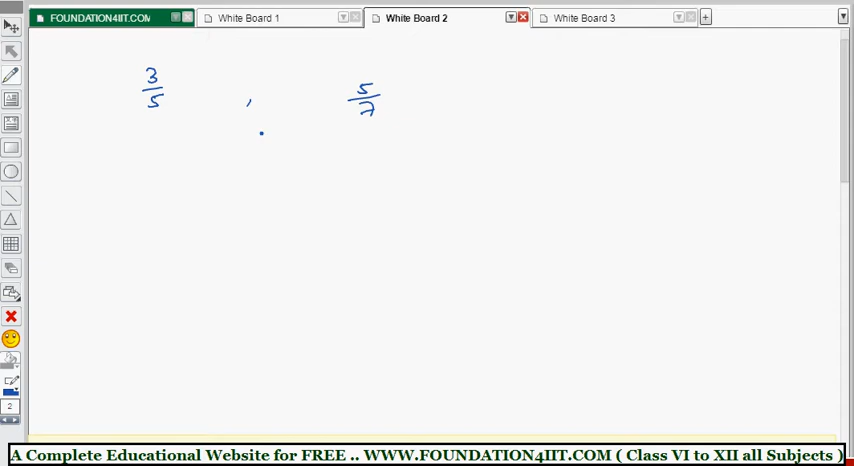 FOUNDATION4IIT.COM White Board 1 White Board 2 White Board 3
3/5 , 5/7
2
A Complete Educational Website for FREE .. WWW.FOUNDATION4IIT.COM ( Class VI to XII all Subjects )